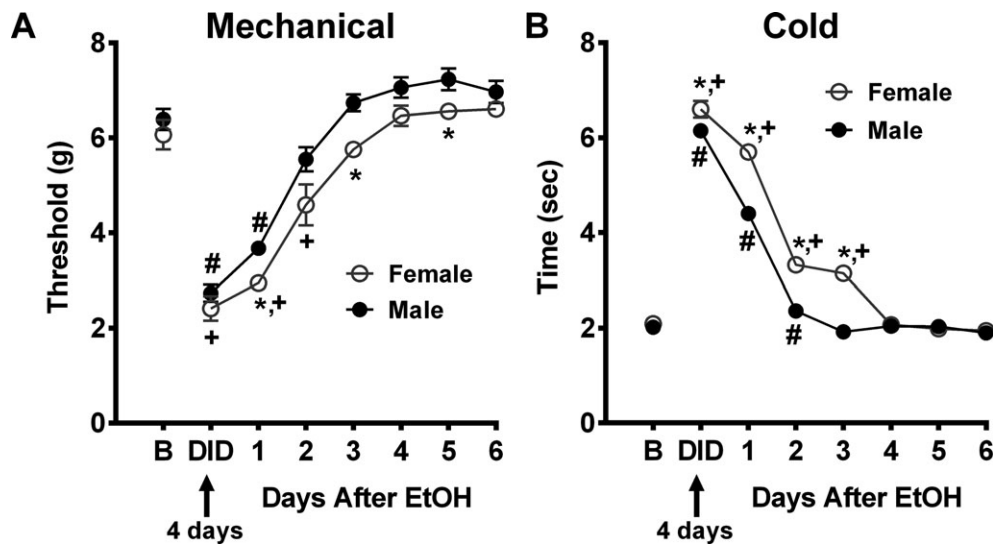 A Mechanical
8
6
4
2
0
Threshold (g)
#
#
+
*,+
+
*
*
Female
Male
B DID 1 2 3 4 5 6
Days After EtOH
4 days
B Cold
8
6
4
2
0
Time (sec)
*,+
*,+
*,+
*,+
#
#
#
Female
Male
B DID 1 2 3 4 5 6
Days After EtOH
4 days